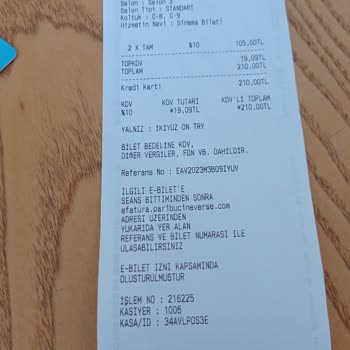 Salon : Salon 3
Salon Tipi : STANDART
Koltuk : C-8, C-9
Hizmetin Nevi : Sinema Bileti
2 X TAM %10 105,00TL
TOPKDV 19,09TL
TOPLAM 210,00TL
Kredi Kartı 210,00TL
KDV KDV TUTARI KDV'Lİ TOPLAM
%10 *19,09TL *210,00TL
YALNIZ : İKİYÜZ ON TRY
BİLET BEDELİNE KDV,
DİĞER VERGİLER, FON VB. DAHİLDİR.
Referans No : EAV2023M3B09IYUV
İLGİLİ E-BİLET'E
SEANS BİTİMİNDEN SONRA
efatura.paribucineverse.com
ADRESİ ÜZERİNDEN
YUKARIDA YER ALAN
REFERANS VE BİLET NUMARASI İLE
ULAŞABİLİRSİNİZ
E-BİLET İZNİ KAPSAMINDA
OLUŞTURULMUŞTUR
İŞLEM NO : 216225
KASİYER : 1006
KASA/ID : 34AVLPOS3E